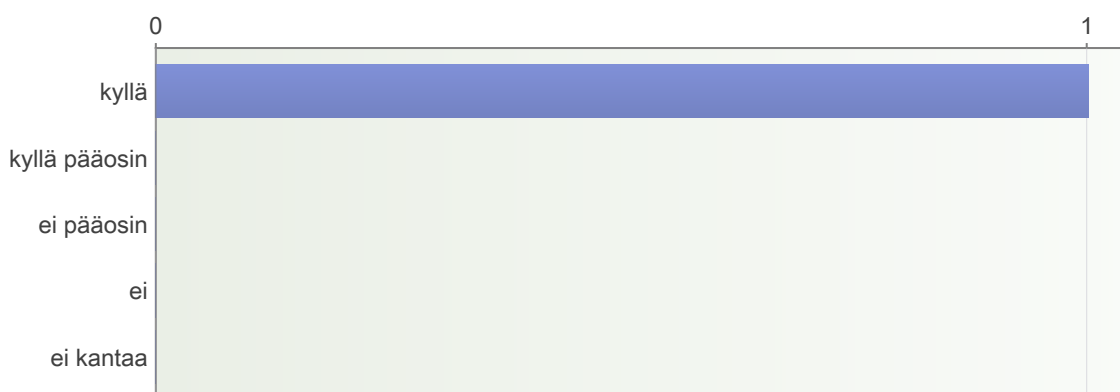 0 1
kyllä
kyllä pääosin
ei pääosin
ei
ei kantaa